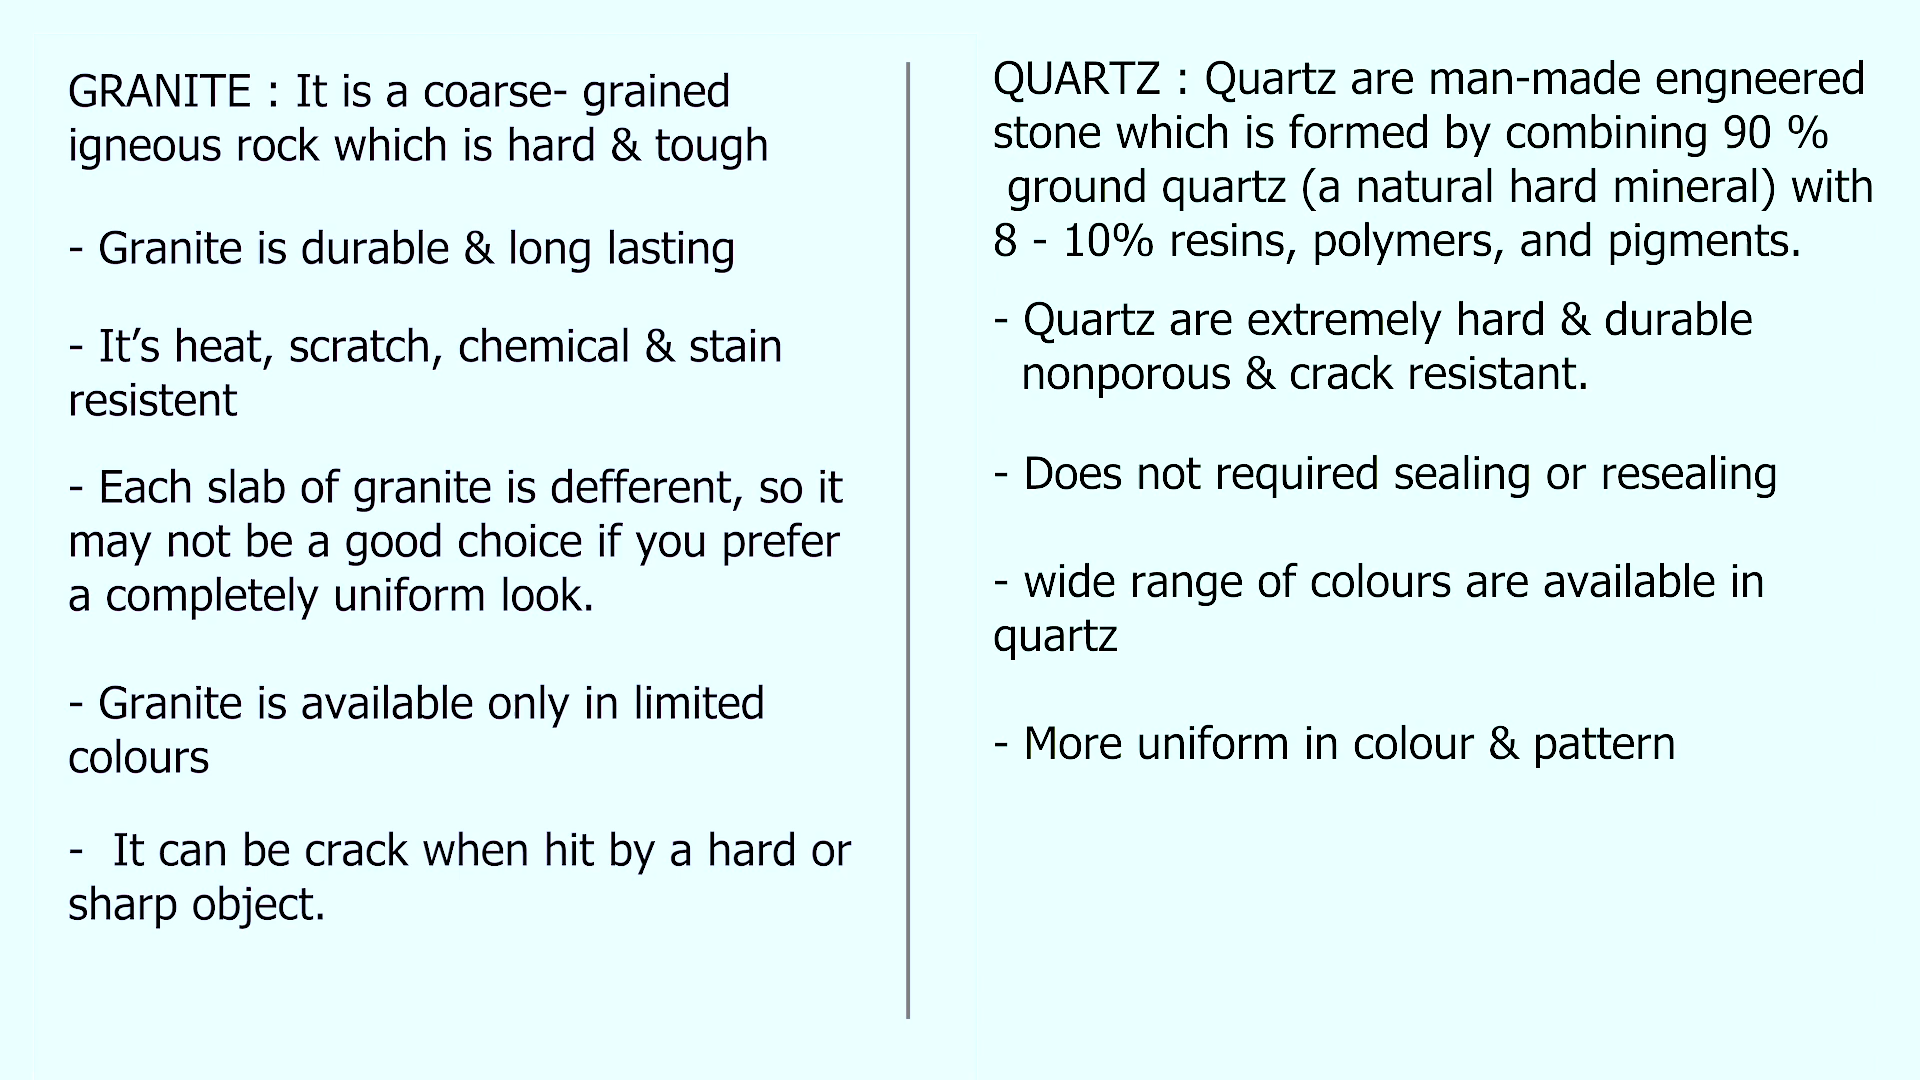 GRANITE : It is a coarse- grained
igneous rock which is hard & tough
- Granite is durable & long lasting
- It’s heat, scratch, chemical & stain
resistent
- Each slab of granite is defferent, so it
may not be a good choice if you prefer
a completely uniform look.
- Granite is available only in limited
colours
-  It can be crack when hit by a hard or
sharp object.
QUARTZ : Quartz are man-made engneered
stone which is formed by combining 90 %
ground quartz (a natural hard mineral) with
8 - 10% resins, polymers, and pigments.
- Quartz are extremely hard & durable
nonporous & crack resistant.
- Does not required sealing or resealing
- wide range of colours are available in
quartz
- More uniform in colour & pattern